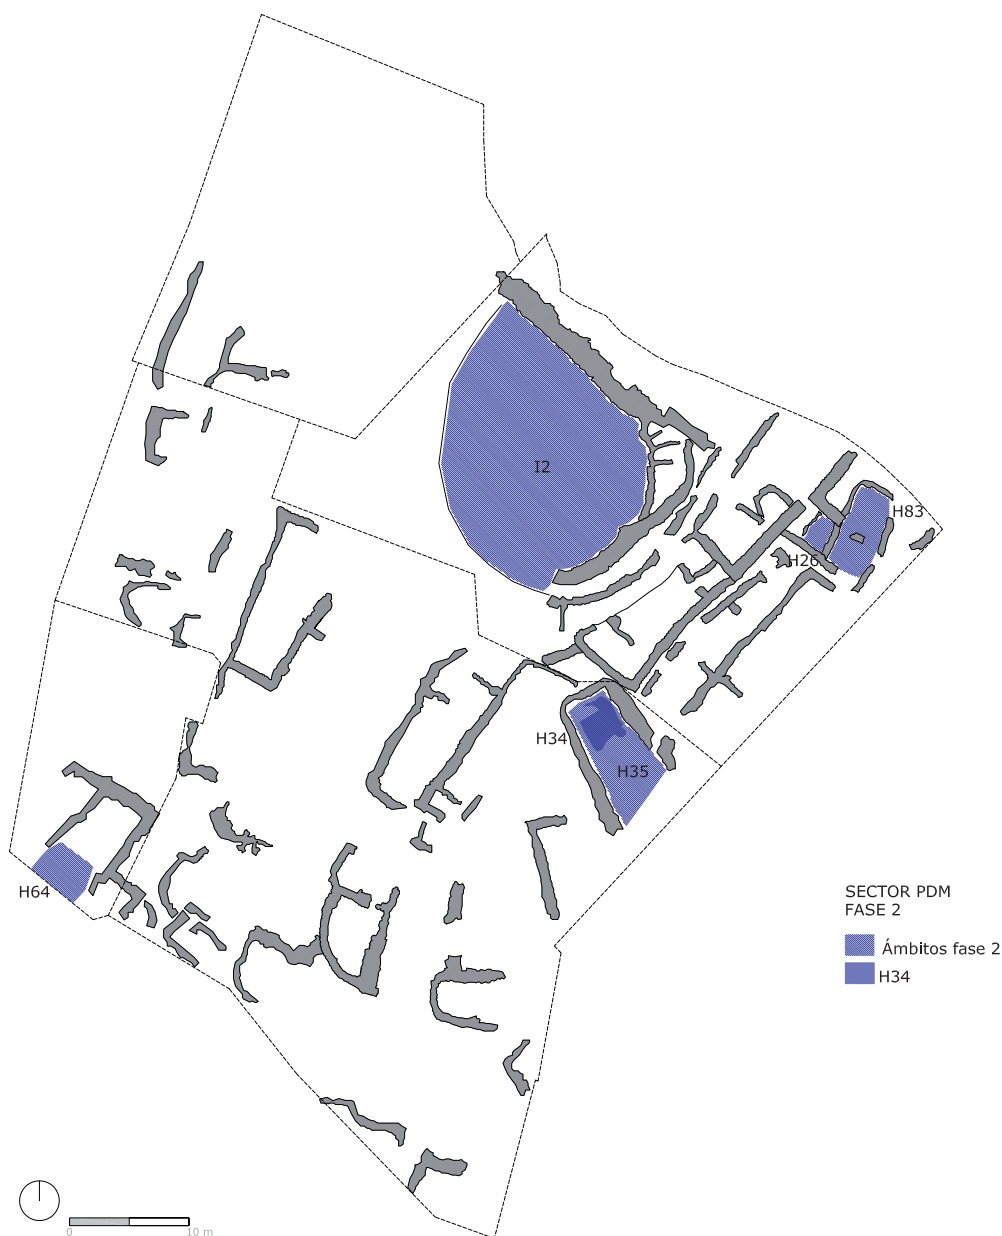 I2
H83
H26
H34
H35
H64
SECTOR PDM
FASE 2
Ámbitos fase 2
H34
0 10 m